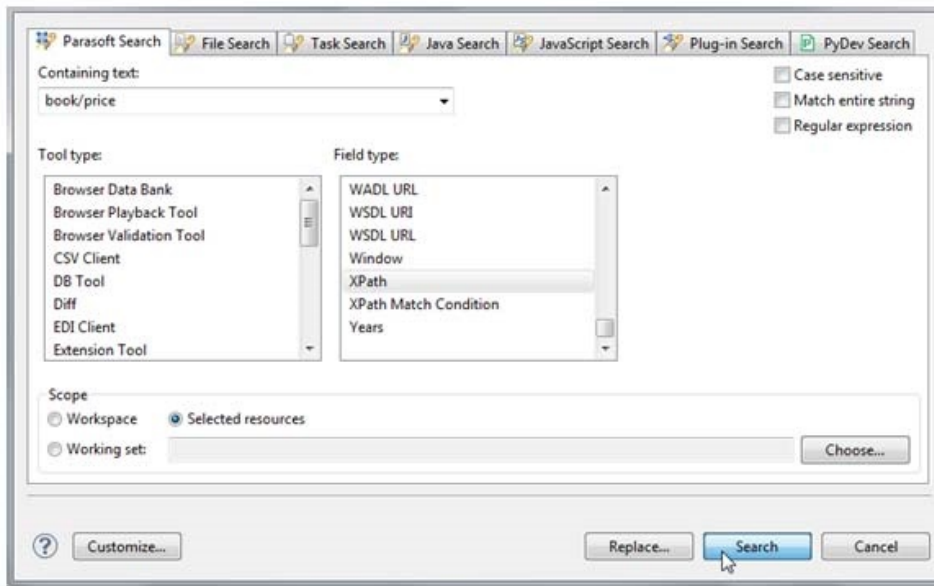 Parasoft Search File Search Task Search Java Search JavaScript Search Plug-in Search PyDev Search
Containing text:
book/price
Case sensitive
Match entire string
Regular expression
Tool type:
Browser Data Bank
Browser Playback Tool
Browser Validation Tool
CSV Client
DB Tool
Diff
EDI Client
Extension Tool
Field type:
WADL URL
WSDL URI
WSDL URL
Window
XPath
XPath Match Condition
Years
Scope
Workspace Selected resources
Working set: Choose...
? Customize... Replace... Search Cancel